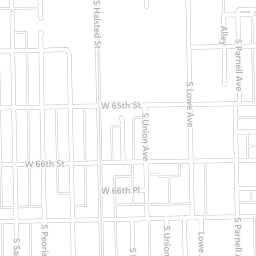 S Halsted St
Alley
S Parnell Ave
S Lowe Ave
W 65th St
S Union Ave
W 66th St
W 66th Pl
S Peoria
S Union
Lowe
S Parnell